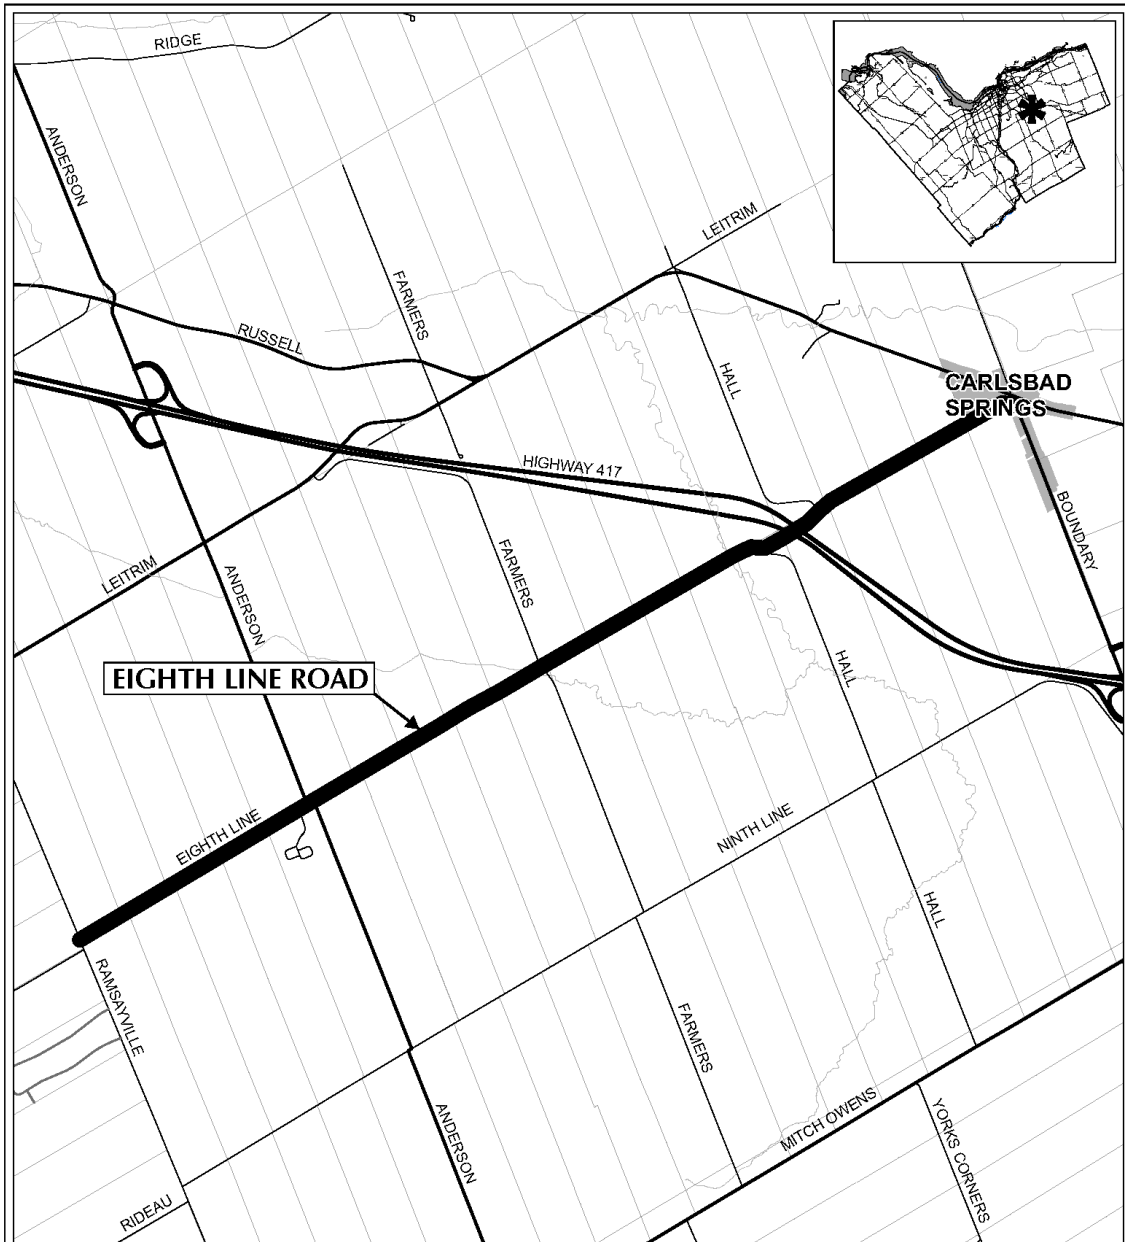 RIDGE
ANDERSON
LEITRIM
FARMERS
RUSSELL
HALL
CARLSBAD
SPRINGS
HIGHWAY 417
BOUNDARY
LEITRIM
ANDERSON
FARMERS
HALL
EIGHTH LINE ROAD
EIGHTH LINE
NINTH LINE
HALL
RAMSAYVILLE
FARMERS
MITCH OWENS
ANDERSON
YORKS CORNERS
RIDEAU